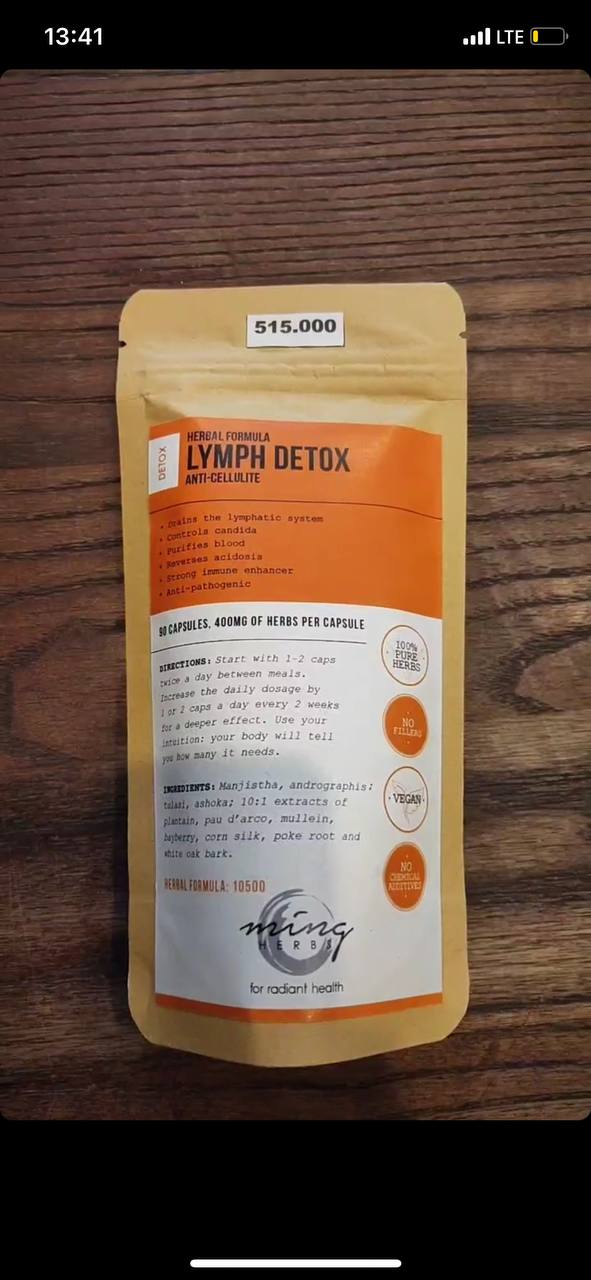 13:41
LTE
515.000
DETOX
HERBAL FORMULA
LYMPH DETOX
ANTI-CELLULITE
• Drains the lymphatic system
• Controls candida
• Purifies blood
• Reverses acidosis
• Strong immune enhancer
• Anti-pathogenic
90 CAPSULES, 400MG OF HERBS PER CAPSULE
DIRECTIONS: Start with 1-2 caps
twice a day between meals.
Increase the daily dosage by
1 or 2 caps a day every 2 weeks
for a deeper effect. Use your
intuition: your body will tell
you how many it needs.
INGREDIENTS: Manjistha, andrographis;
tulasi, ashoka; 10:1 extracts of
plantain, pau d'arco, mullein,
bayberry, corn silk, poke root and
white oak bark.
HERBAL FORMULA: 10500
100%
PURE
HERBS
NO
FILLERS
VEGAN
NO
CHEMICAL
ADDITIVES
ming
HERBS
for radiant health